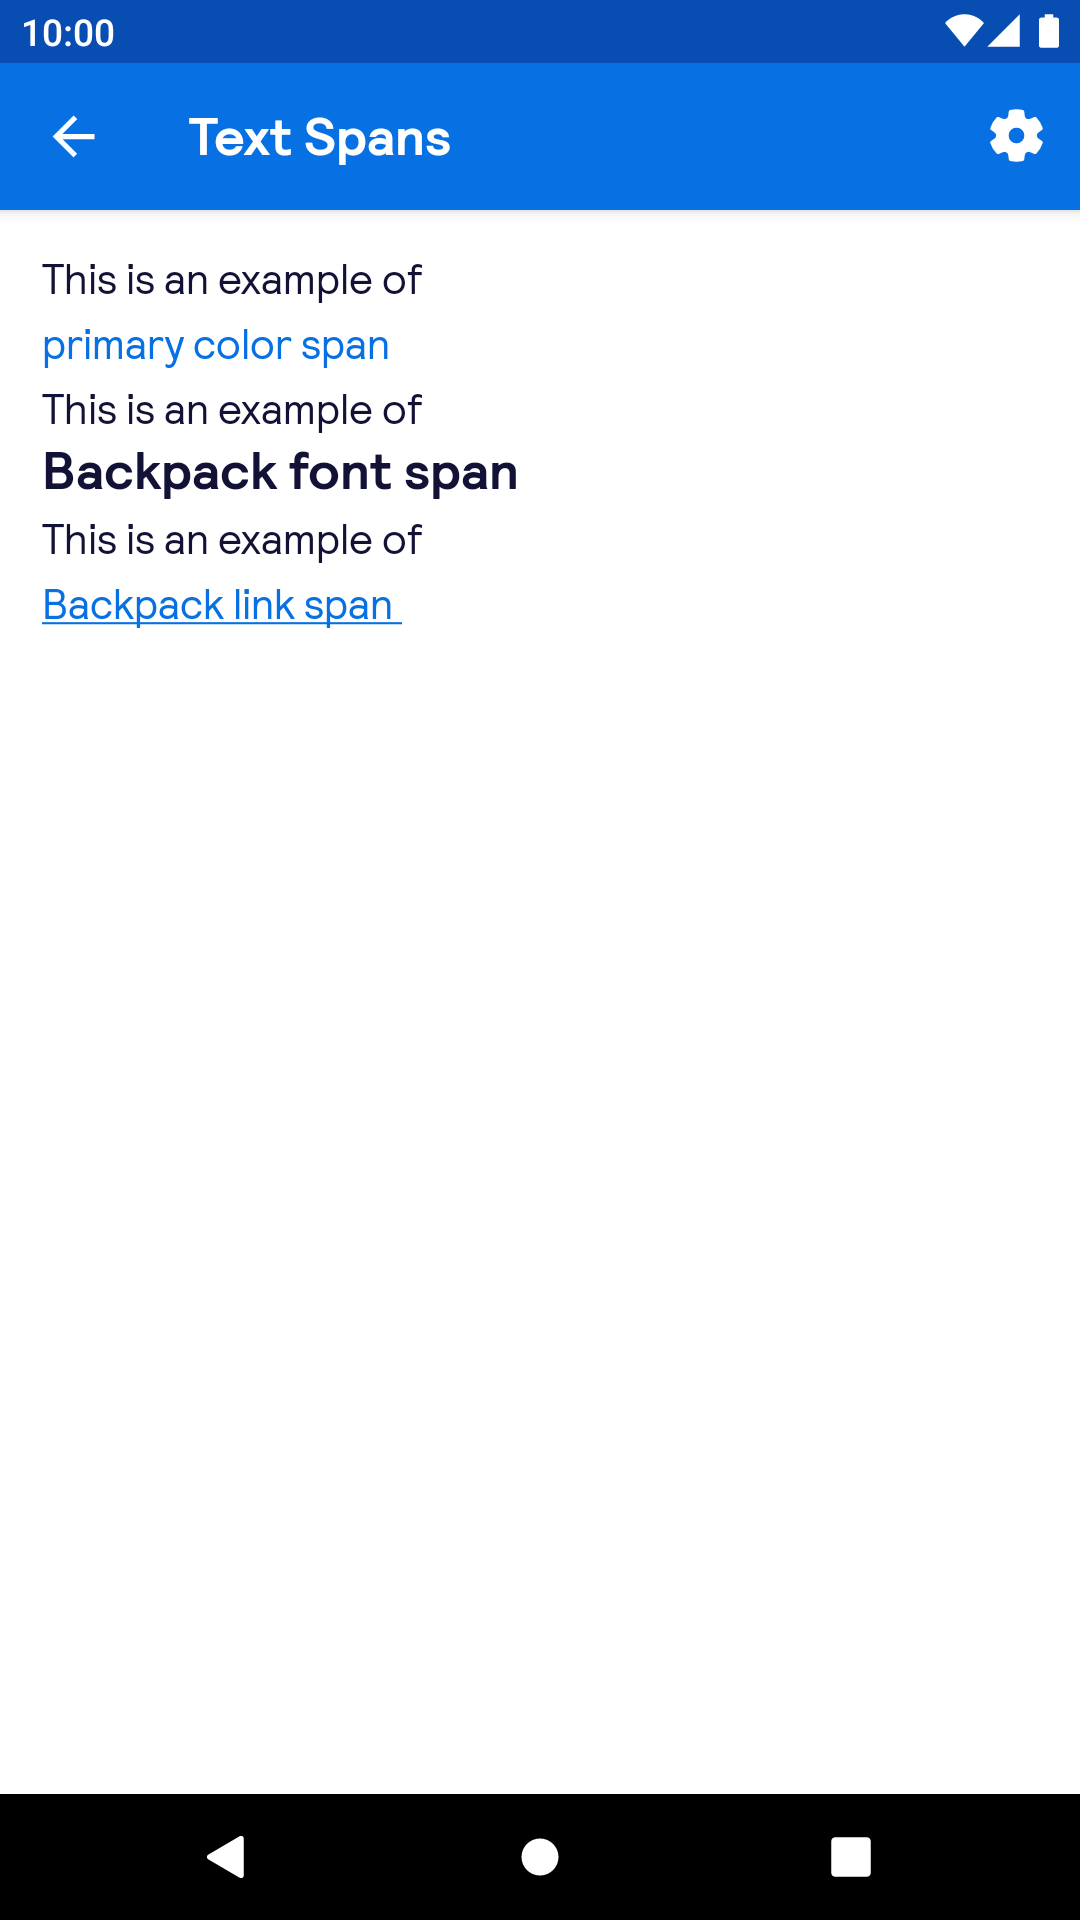 10:00
Text Spans
This is an example of
primary color span
This is an example of
Backpack font span
This is an example of
Backpack link span